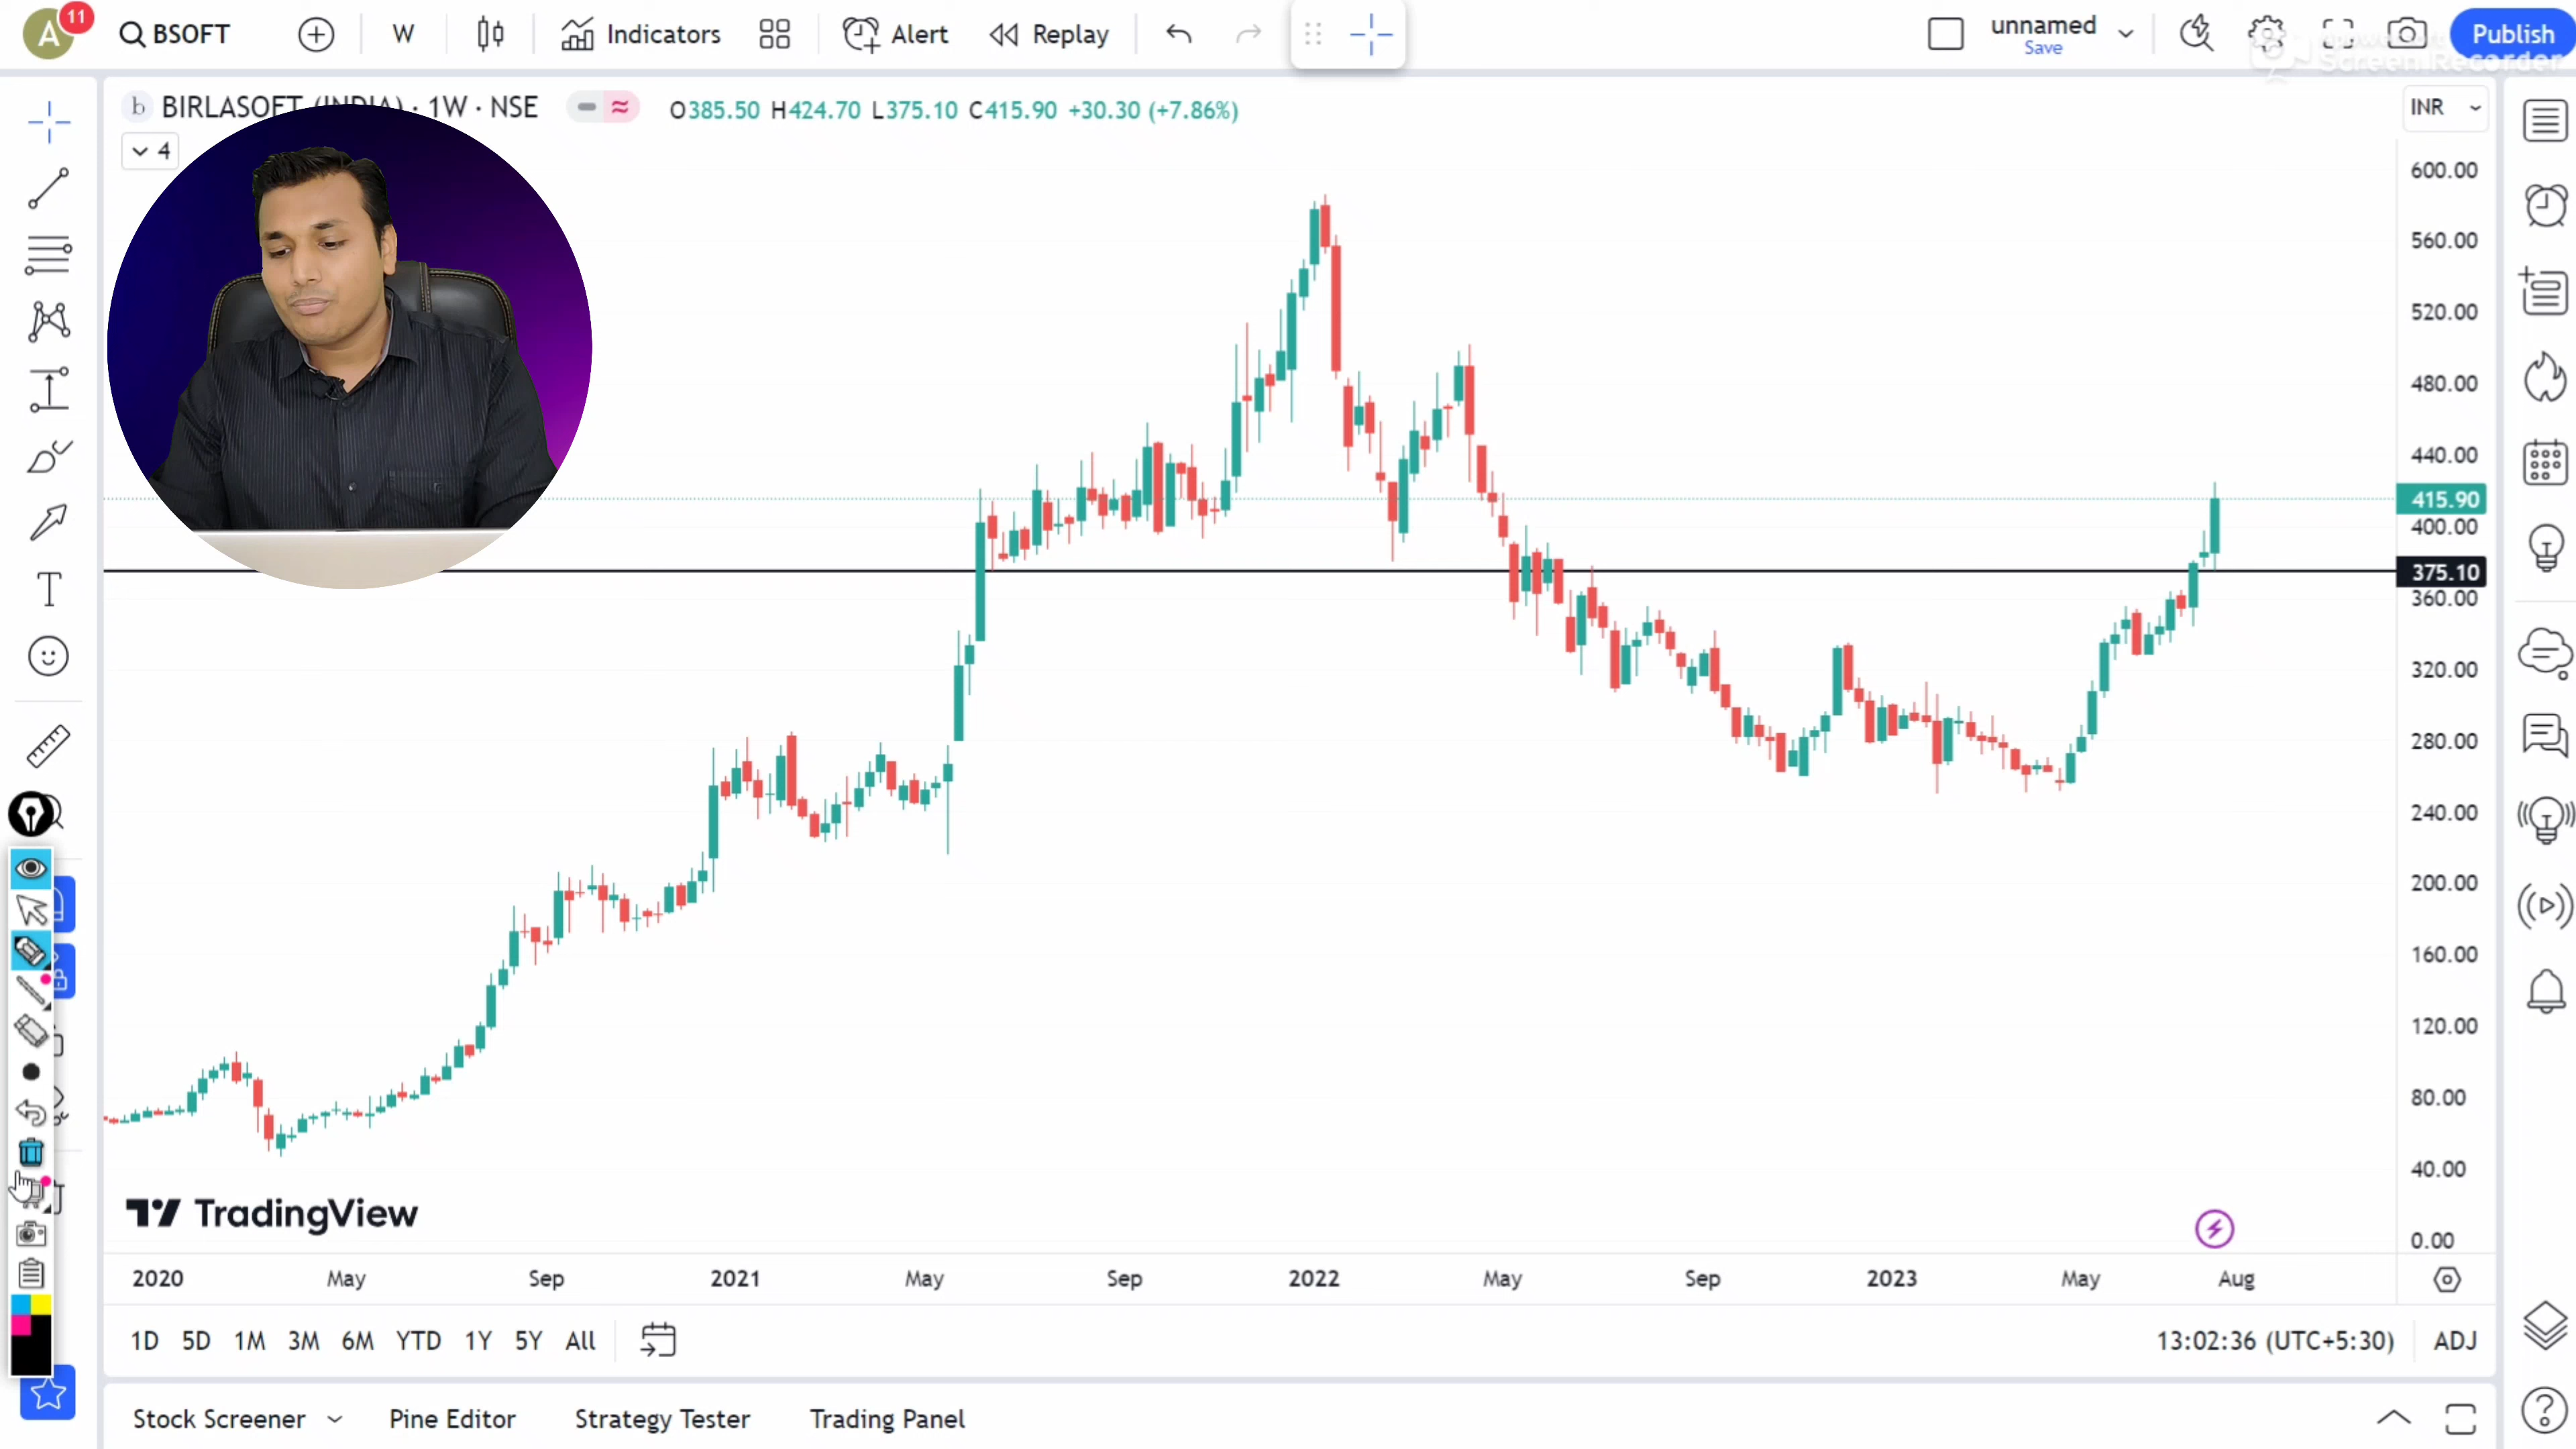 A 11 BSOFT W Indicators Alert Replay unnamed Save Publish
Screen Recorder
b BIRLASOFT (INDIA) · 1W · NSE O385.50 H424.70 L375.10 C415.90 +30.30 (+7.86%) INR
4
600.00
560.00
520.00
480.00
440.00
415.90
400.00
375.10
360.00
320.00
280.00
240.00
200.00
160.00
120.00
80.00
40.00
0.00
TradingView
2020 May Sep 2021 May Sep 2022 May Sep 2023 May Aug
1D 5D 1M 3M 6M YTD 1Y 5Y All 13:02:36 (UTC+5:30) ADJ
Stock Screener Pine Editor Strategy Tester Trading Panel